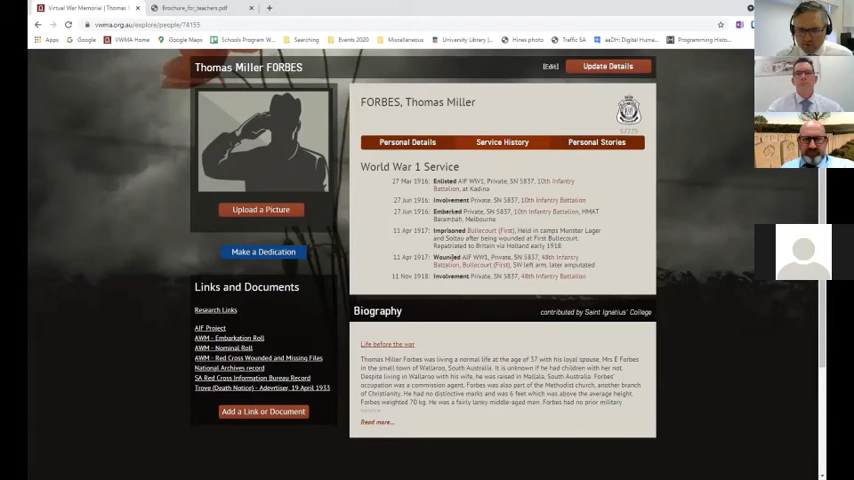 Virtual War Memorial | Thomas M
Brochure_for_teachers.pdf
vwma.org.au/explore/people/74155
Apps
Google
VWMA Home
Google Maps
Schools Program W...
Searching
Events 2020
Miscellaneous
University Library |...
Hires photo
Traffic SA
aaDH: Digital Human...
Programming Histo...
Thomas Miller FORBES
[Edit]
Update Details
FORBES, Thomas Miller
57775
Personal Details
Service History
Personal Stories
World War 1 Service
27 Mar 1916: Enlisted AIF WW1, Private, SN 5837, 10th Infantry
Battalion, at Kadina
27 Jun 1916: Involvement Private, SN 5837, 10th Infantry Battalion
27 Jun 1916: Embarked Private, SN 5837, 10th Infantry Battalion, HMAT
Barambah, Melbourne
11 Apr 1917: Imprisoned Bullecourt (First), Held in camps Munster Lager
and Soltau after being wounded at First Bullecourt.
Repatriated to Britain via Holland early 1918.
11 Apr 1917: Wounded AIF WW1, Private, SN 5837, 48th Infantry
Battalion, Bullecourt (First), SW left arm, later amputated
11 Nov 1918: Involvement Private, SN 5837, 48th Infantry Battalion
Upload a Picture
Make a Dedication
Links and Documents
Research Links
AIF Project
AWM - Embarkation Roll
AWM - Nominal Roll
AWM - Red Cross Wounded and Missing Files
National Archives record
SA Red Cross Information Bureau Record
Trove (Death Notice) - Advertiser, 19 April 1933
Add a Link or Document
Biography
contributed by Saint Ignatius' College
Life before the war
Thomas Miller Forbes was living a normal life at the age of 37 with his loyal spouse, Mrs E Forbes
in the small town of Wallaroo, South Australia. It is unknown if he had children with her or not.
Despite living in Wallaroo with his wife, he was raised in Mallala, South Australia. Forbes'
occupation was a commission agent. Forbes was also part of the Methodist church, another branch
of Christianity. He had no distinctive marks and was 6 feet which was above the average height.
Forbes weighted 70 kg. He was a fairly lanky middle-aged man. Forbes had no prior military
Read more...